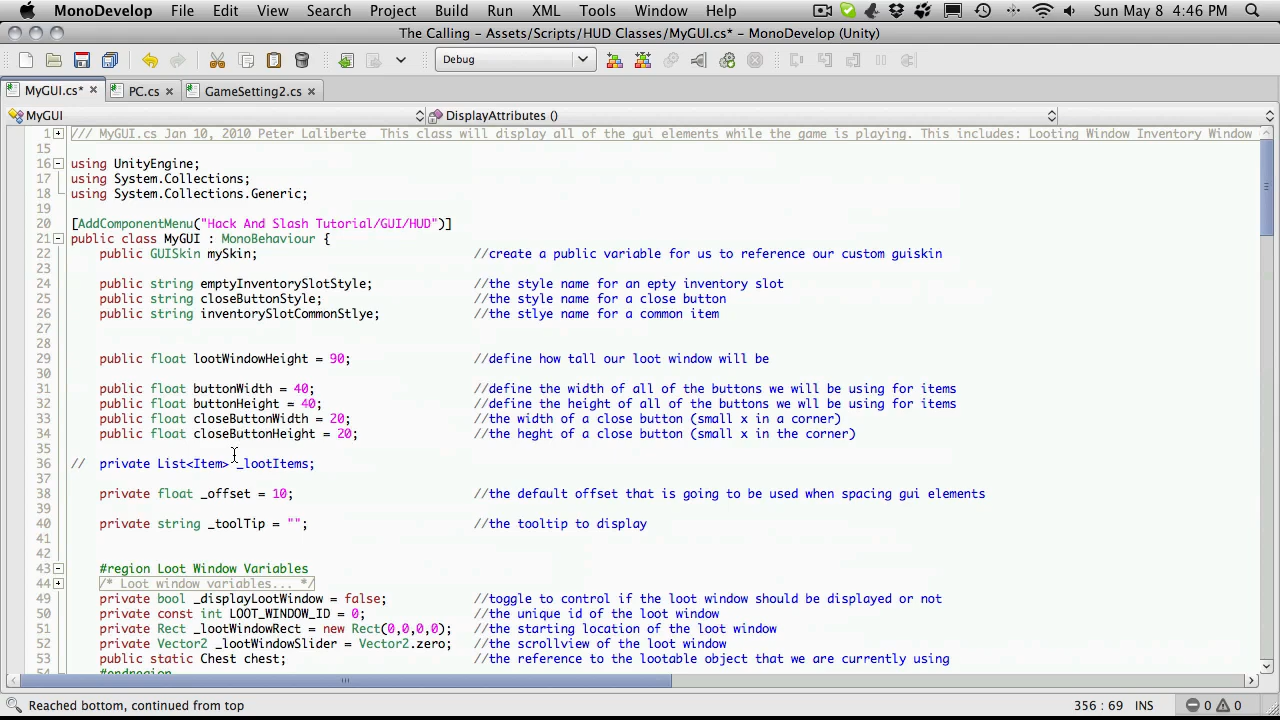 MonoDevelop File Edit View Search Project Build Run XML Tools Window Help Sun May 8 4:46 PM
The Calling - Assets/Scripts/HUD Classes/MyGUI.cs* - MonoDevelop (Unity)
Debug
MyGUI.cs* PC.cs GameSetting2.cs
MyGUI DisplayAttributes ()
1 /// MyGUI.cs Jan 10, 2010 Peter Laliberte This class will display all of the gui elements while the game is playing. This includes: Looting Window Inventory Window
15
16 using UnityEngine;
17 using System.Collections;
18 using System.Collections.Generic;
19
20 [AddComponentMenu("Hack And Slash Tutorial/GUI/HUD")]
21 public class MyGUI : MonoBehaviour {
22 public GUISkin mySkin; //create a public variable for us to reference our custom guiskin
23
24 public string emptyInventorySlotStyle; //the style name for an epty inventory slot
25 public string closeButtonStyle; //the style name for a close button
26 public string inventorySlotCommonStlye; //the stlye name for a common item
27
28
29 public float lootWindowHeight = 90; //define how tall our loot window will be
30
31 public float buttonWidth = 40; //define the width of all of the buttons we will be using for items
32 public float buttonHeight = 40; //define the height of all of the buttons we will be using for items
33 public float closeButtonWidth = 20; //the width of a close button (small x in a corner)
34 public float closeButtonHeight = 20; //the heght of a close button (small x in the corner)
35
36 // private List<Item> _lootItems;
37
38 private float _offset = 10; //the default offset that is going to be used when spacing gui elements
39
40 private string _toolTip = ""; //the tooltip to display
41
42
43 #region Loot Window Variables
44 /* Loot window variables... */
49 private bool _displayLootWindow = false; //toggle to control if the loot window should be displayed or not
50 private const int LOOT_WINDOW_ID = 0; //the unique id of the loot window
51 private Rect _lootWindowRect = new Rect(0,0,0,0); //the starting location of the loot window
52 private Vector2 _lootWindowSlider = Vector2.zero; //the scrollview of the loot window
53 public static Chest chest; //the reference to the lootable object that we are currently using
54 #endregion
Reached bottom, continued from top 356 : 69 INS 0 0